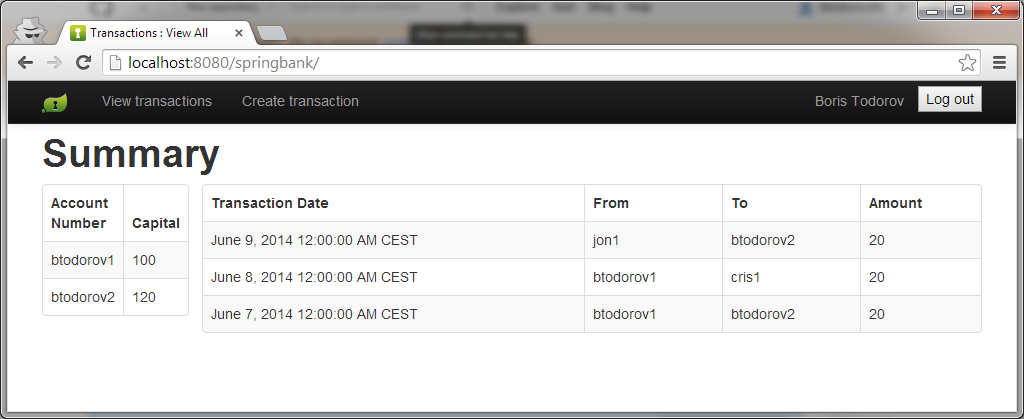 Transactions : View All
localhost:8080/springbank/
View transactions Create transaction Boris Todorov Log out
Summary
Account Number Capital
btodorov1 100
btodorov2 120
Transaction Date From To Amount
June 9, 2014 12:00:00 AM CEST jon1 btodorov2 20
June 8, 2014 12:00:00 AM CEST btodorov1 cris1 20
June 7, 2014 12:00:00 AM CEST btodorov1 btodorov2 20